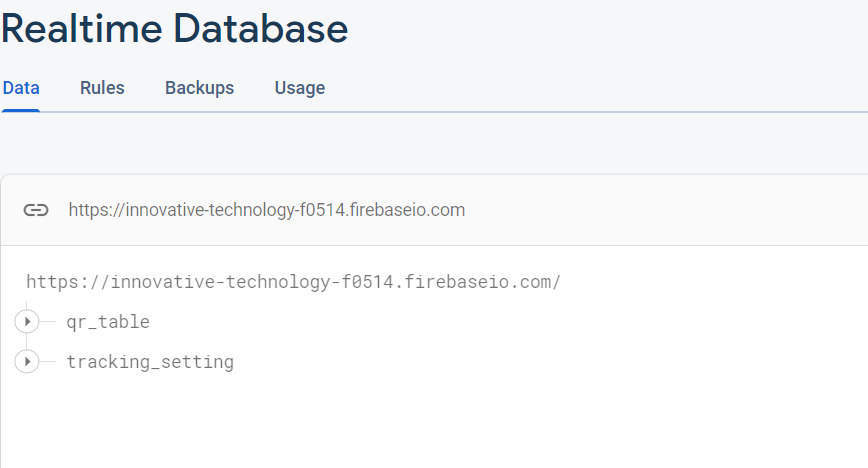 Realtime Database
Data Rules Backups Usage
https://innovative-technology-f0514.firebaseio.com
https://innovative-technology-f0514.firebaseio.com/
qr_table
tracking_setting